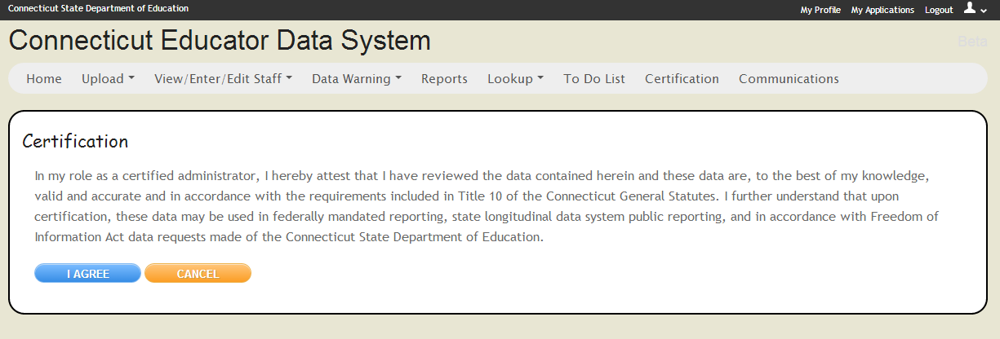 Connecticut State Department of Education
My Profile My Applications Logout
Connecticut Educator Data System
Beta
Home Upload View/Enter/Edit Staff Data Warning Reports Lookup To Do List Certification Communications
Certification
In my role as a certified administrator, I hereby attest that I have reviewed the data contained herein and these data are, to the best of my knowledge,
valid and accurate and in accordance with the requirements included in Title 10 of the Connecticut General Statutes. I further understand that upon
certification, these data may be used in federally mandated reporting, state longitudinal data system public reporting, and in accordance with Freedom of
Information Act data requests made of the Connecticut State Department of Education.
I AGREE CANCEL